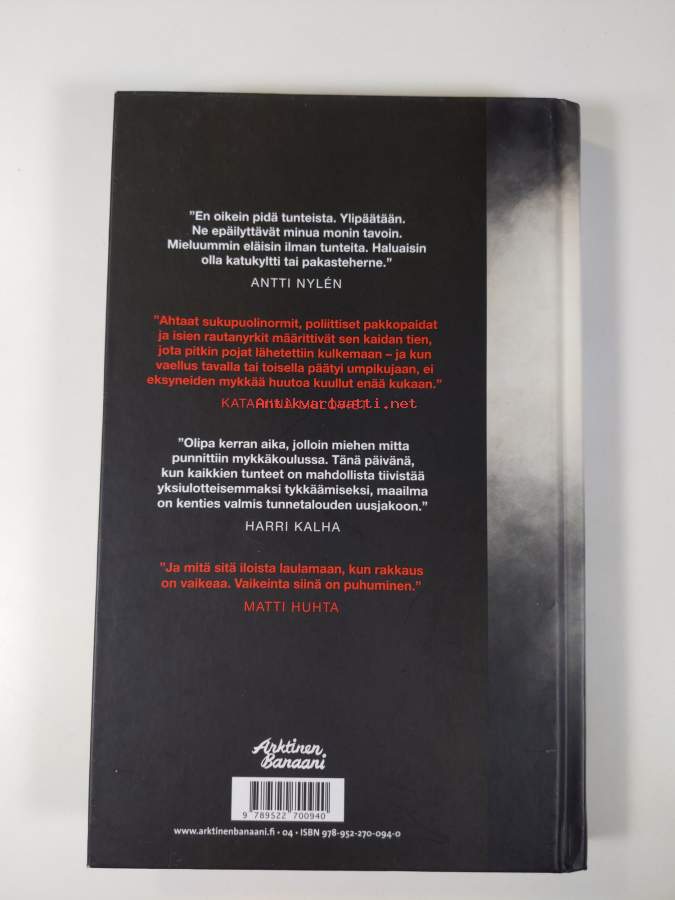 ”En oikein pidä tunteista. Ylipäätään.
Ne epäilyttävät minua monin tavoin.
Mieluummin eläisin ilman tunteita. Haluaisin
olla katukyltti tai pakasteherne.”
ANTTI NYLÉN
”Ahtaat sukupuolinormit, poliittiset pakkopaidat
ja isien rautanyrkit määrittivät sen kaidan tien,
jota pitkin pojat lähetettiin kulkemaan – ja kun
vaellus tavalla tai toisella päätyi umpikujaan, ei
eksyneiden mykkää huutoa kuullut enää kukaan.”
Antikvariaatti.net
”Olipa kerran aika, jolloin miehen mitta
punnittiin mykkäkoulussa. Tänä päivänä,
kun kaikkien tunteet on mahdollista tiivistää
yksiulotteisemmaksi tykkäämiseksi, maailma
on kenties valmis tunnetalouden uusjakoon.”
HARRI KALHA
”Ja mitä sitä iloista laulamaan, kun rakkaus
on vaikeaa. Vaikeinta siinä on puhuminen.”
MATTI HUHTA
Arktinen
Banaani
9 789522 700940
www.arktinenbanaani.fi • 04 • ISBN 978-952-270-094-0